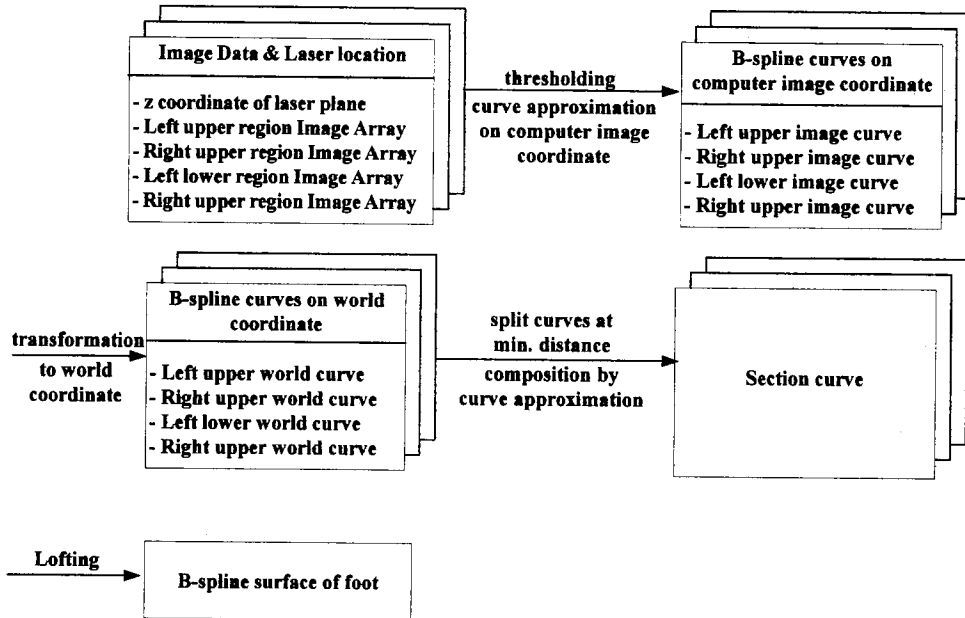 Image Data & Laser location
- z coordinate of laser plane
- Left upper region Image Array
- Right upper region Image Array
- Left lower region Image Array
- Right upper region Image Array
thresholding
curve approximation
on computer image
coordinate
B-spline curves on
computer image coordinate
- Left upper image curve
- Right upper image curve
- Left lower image curve
- Right upper image curve
transformation
to world
coordinate
B-spline curves on world
coordinate
- Left upper world curve
- Right upper world curve
- Left lower world curve
- Right upper world curve
split curves at
min. distance
composition by
curve approximation
Section curve
Lofting
B-spline surface of foot